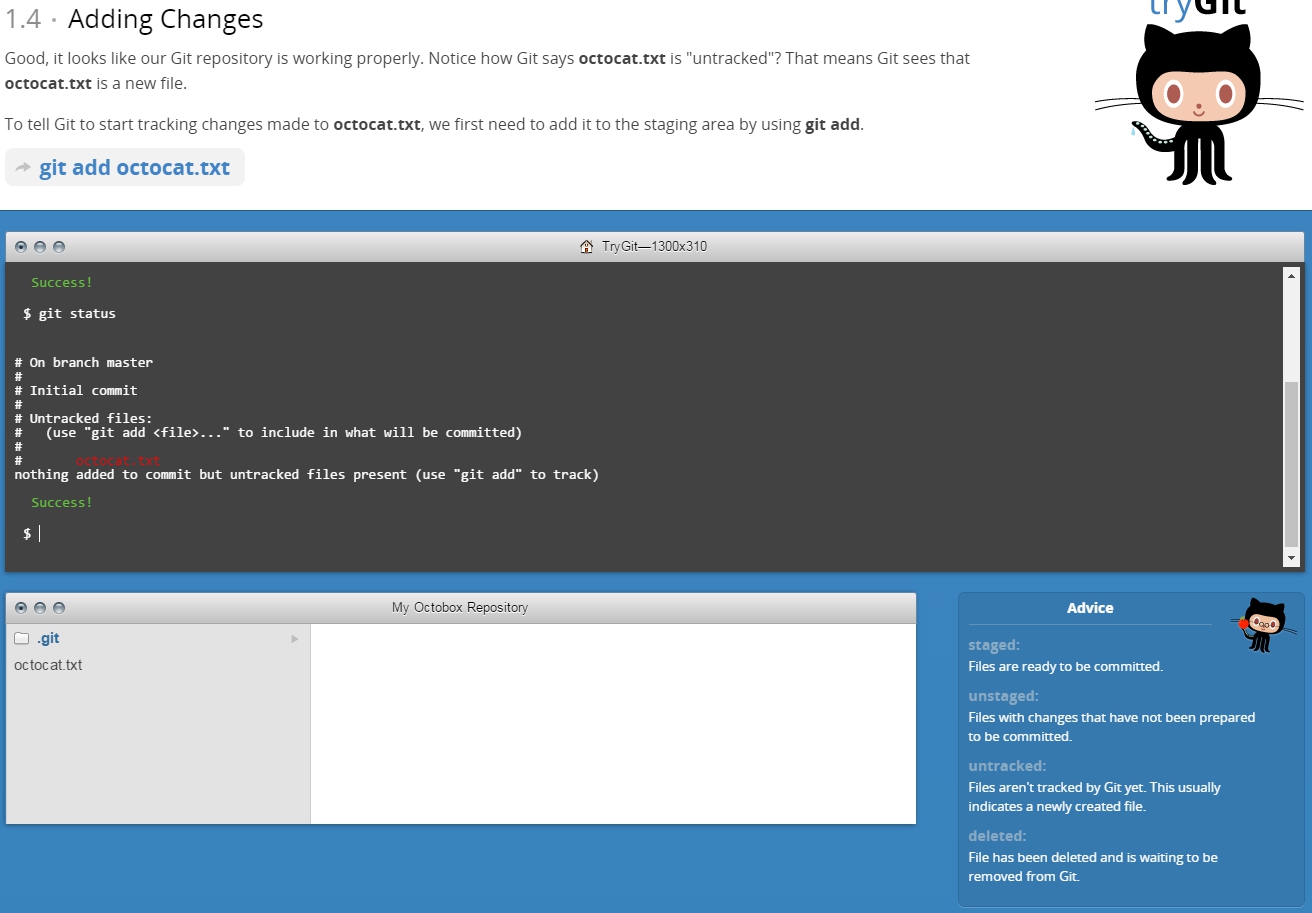 tryGit
1.4 · Adding Changes
Good, it looks like our Git repository is working properly. Notice how Git says octocat.txt is "untracked"? That means Git sees that
octocat.txt is a new file.
To tell Git to start tracking changes made to octocat.txt, we first need to add it to the staging area by using git add.
git add octocat.txt
TryGit—1300x310
Success!
$ git status
# On branch master
#
# Initial commit
#
# Untracked files:
#   (use "git add <file>..." to include in what will be committed)
#
#       octocat.txt
nothing added to commit but untracked files present (use "git add" to track)
Success!
$
My Octobox Repository
.git
octocat.txt
Advice
staged:
Files are ready to be committed.
unstaged:
Files with changes that have not been prepared
to be committed.
untracked:
Files aren't tracked by Git yet. This usually
indicates a newly created file.
deleted:
File has been deleted and is waiting to be
removed from Git.